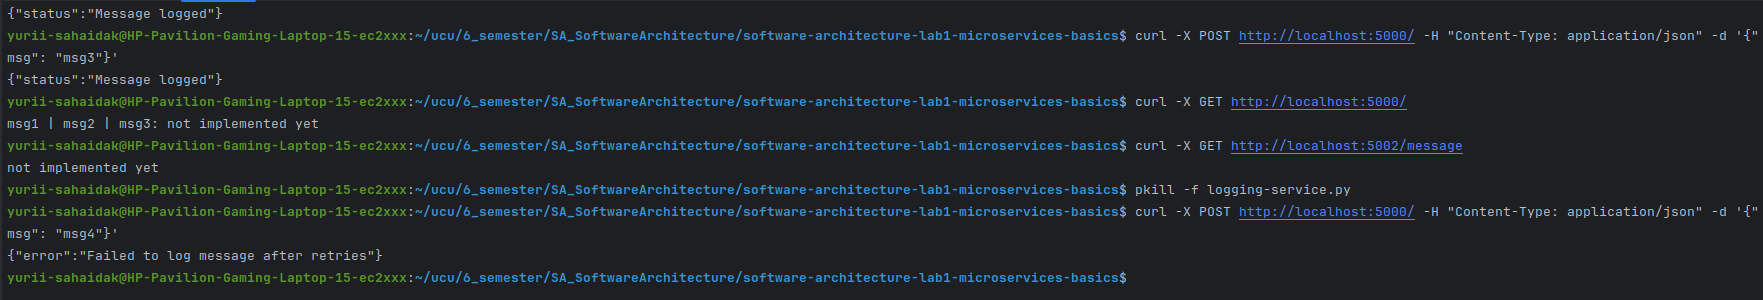 {"status":"Message logged"}
yurii-sahaidak@HP-Pavilion-Gaming-Laptop-15-ec2xxx:~/ucu/6_semester/SA_SoftwareArchitecture/software-architecture-lab1-microservices-basics$ curl -X POST http://localhost:5000/ -H "Content-Type: application/json" -d '{"
msg": "msg3"}'
{"status":"Message logged"}
yurii-sahaidak@HP-Pavilion-Gaming-Laptop-15-ec2xxx:~/ucu/6_semester/SA_SoftwareArchitecture/software-architecture-lab1-microservices-basics$ curl -X GET http://localhost:5000/
msg1 | msg2 | msg3: not implemented yet
yurii-sahaidak@HP-Pavilion-Gaming-Laptop-15-ec2xxx:~/ucu/6_semester/SA_SoftwareArchitecture/software-architecture-lab1-microservices-basics$ curl -X GET http://localhost:5002/message
not implemented yet
yurii-sahaidak@HP-Pavilion-Gaming-Laptop-15-ec2xxx:~/ucu/6_semester/SA_SoftwareArchitecture/software-architecture-lab1-microservices-basics$ pkill -f logging-service.py
yurii-sahaidak@HP-Pavilion-Gaming-Laptop-15-ec2xxx:~/ucu/6_semester/SA_SoftwareArchitecture/software-architecture-lab1-microservices-basics$ curl -X POST http://localhost:5000/ -H "Content-Type: application/json" -d '{"
msg": "msg4"}'
{"error":"Failed to log message after retries"}
yurii-sahaidak@HP-Pavilion-Gaming-Laptop-15-ec2xxx:~/ucu/6_semester/SA_SoftwareArchitecture/software-architecture-lab1-microservices-basics$